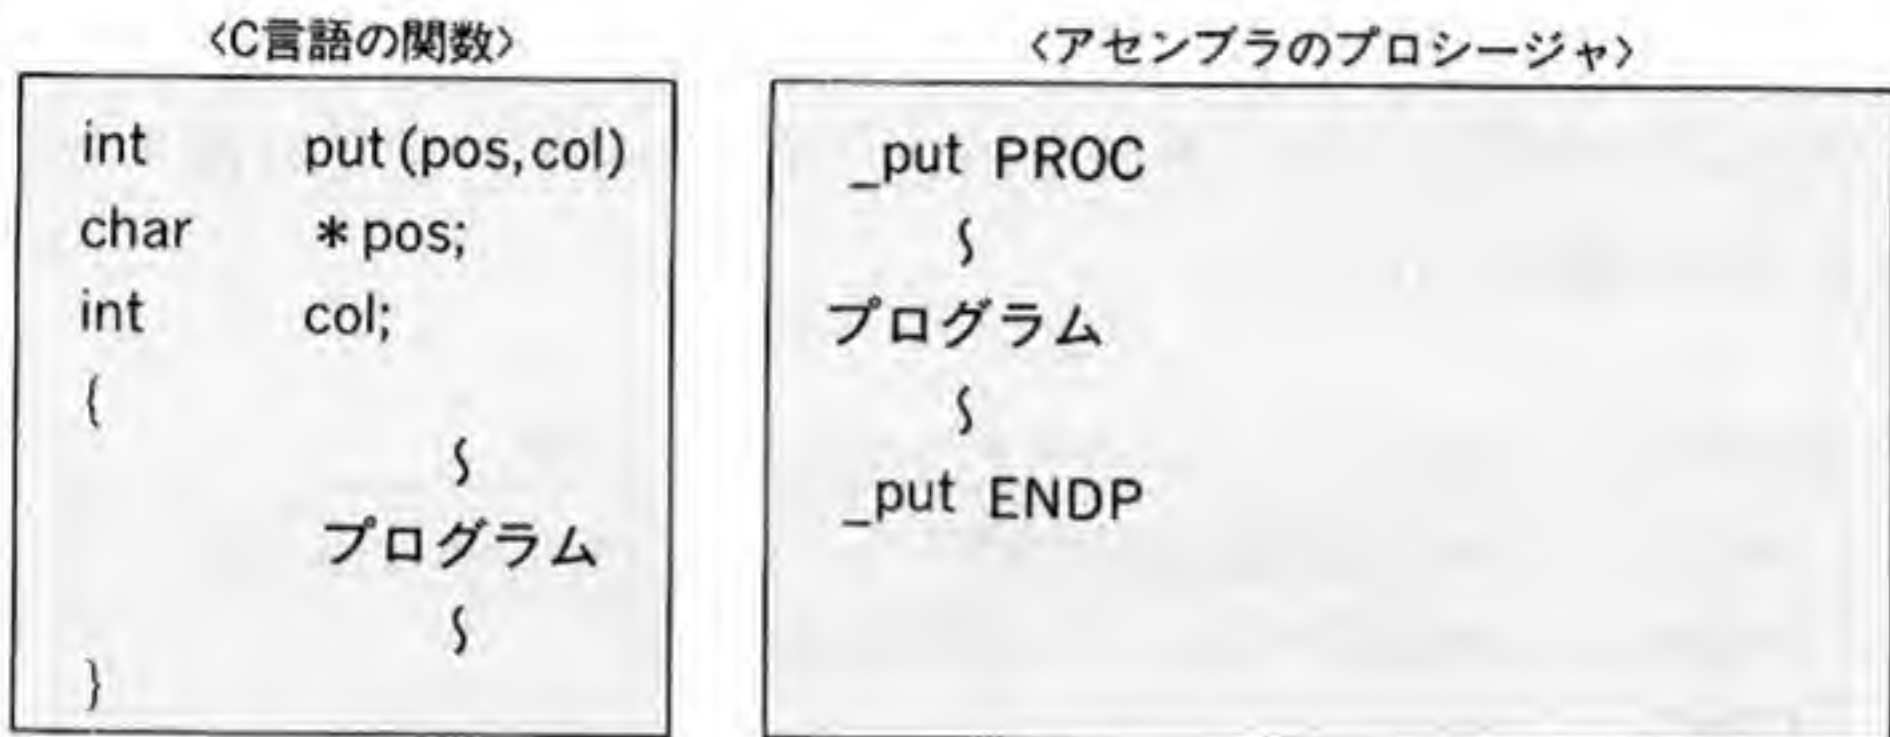 〈C言語の関数〉
int put(pos,col)
char *pos;
int col;
{
⌇
プログラム
⌇
}
〈アセンブラのプロシージャ〉
_put PROC
⌇
プログラム
⌇
_put ENDP